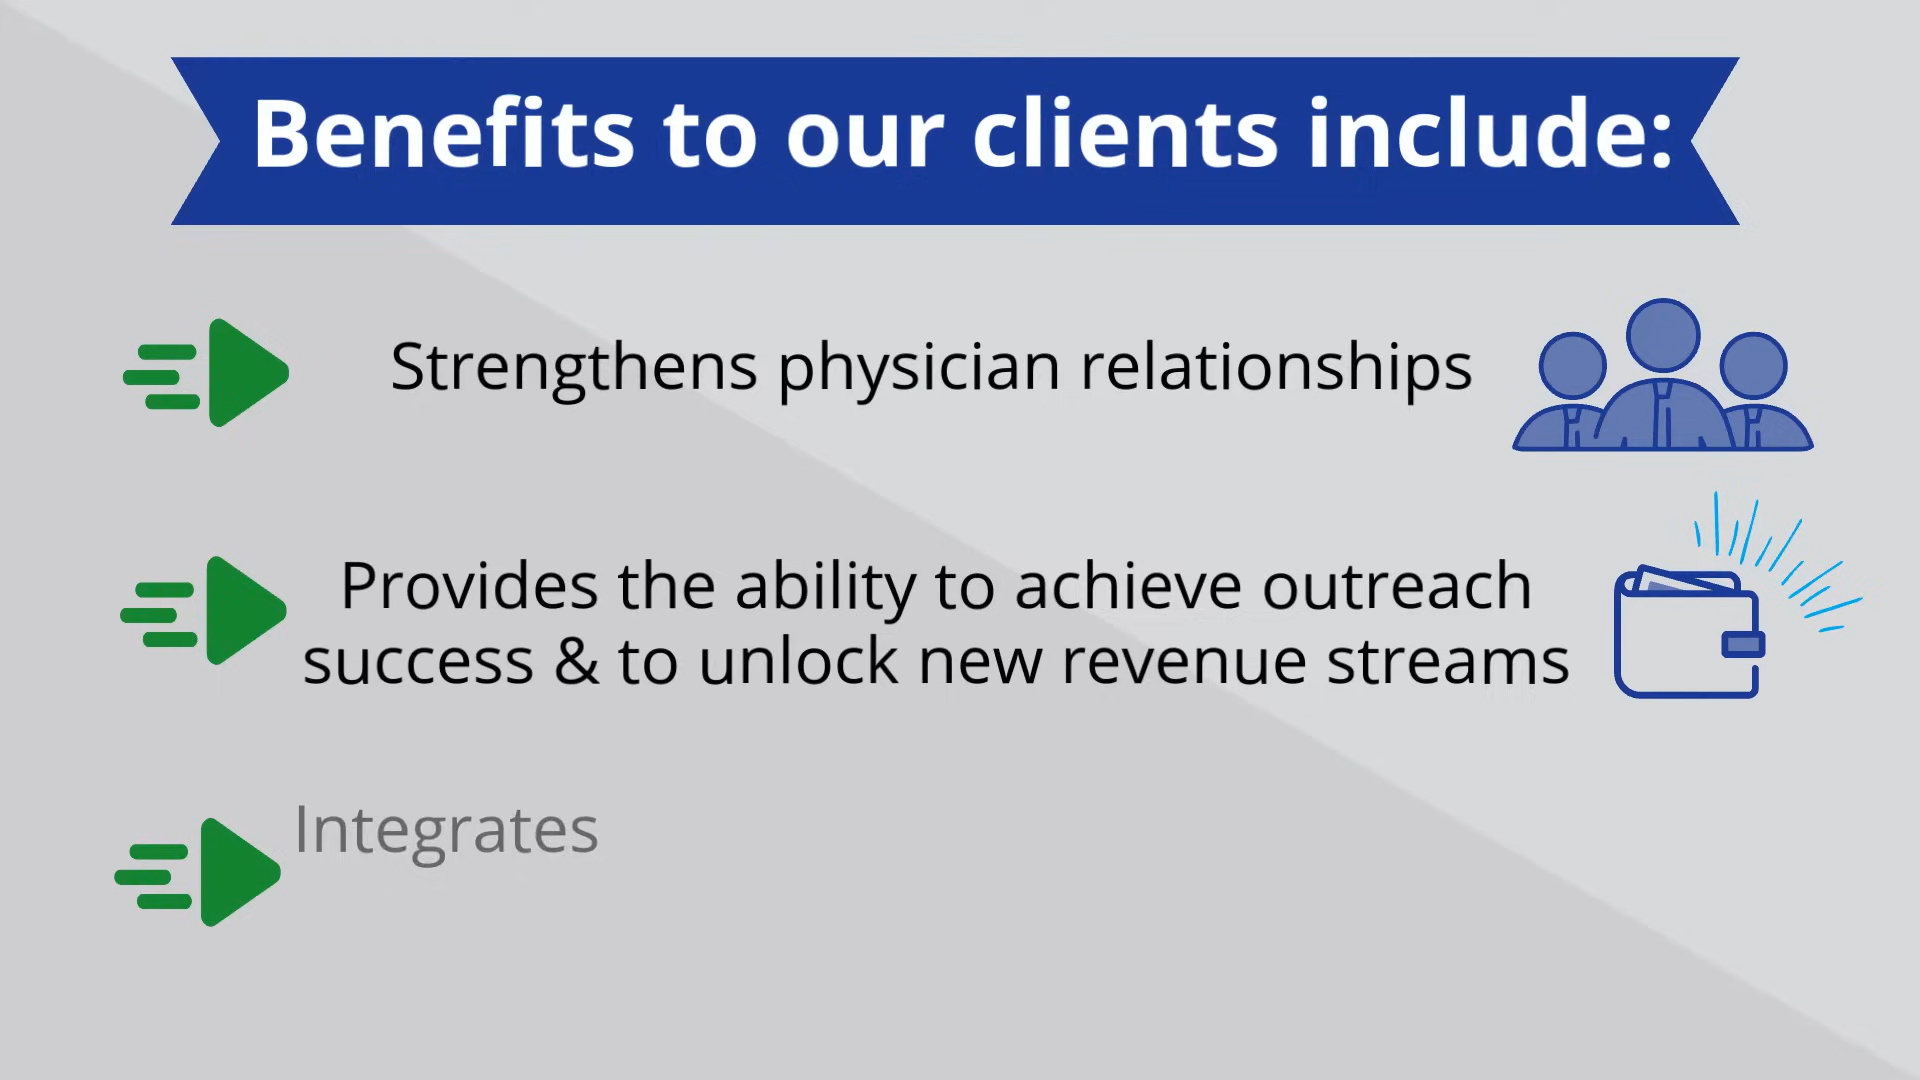 Benefits to our clients include:
Strengthens physician relationships
Provides the ability to achieve outreach
success & to unlock new revenue streams
Integrates